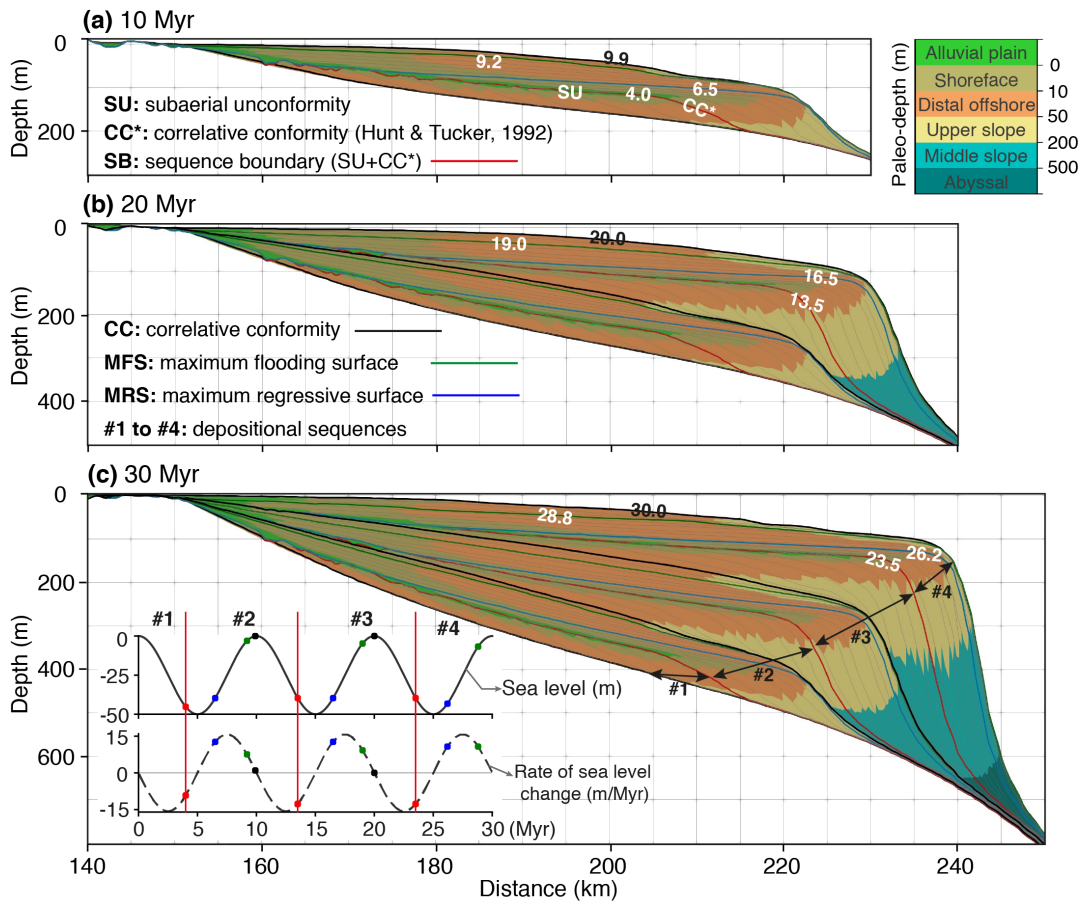 (a) 10 Myr
0
200
Depth (m)
9.2
9.9
SU
4.0
6.5
CC*
SU: subaerial unconformity
CC*: correlative conformity (Hunt & Tucker, 1992)
SB: sequence boundary (SU+CC*)
Paleo-depth (m)
Alluvial plain
Shoreface
Distal offshore
Upper slope
Middle slope
Abyssal
0
10
50
200
500
(b) 20 Myr
0
200
400
Depth (m)
19.0
20.0
16.5
13.5
CC: correlative conformity
MFS: maximum flooding surface
MRS: maximum regressive surface
#1 to #4: depositional sequences
(c) 30 Myr
0
200
400
600
Depth (m)
28.8
30.0
23.5
26.2
#4
#3
#2
#1
#1 #2 #3 #4
0
-25
-50
Sea level (m)
15
0
-15
Rate of sea level
change (m/Myr)
0 5 10 15 20 25 30 (Myr)
140 160 180 200 220 240
Distance (km)